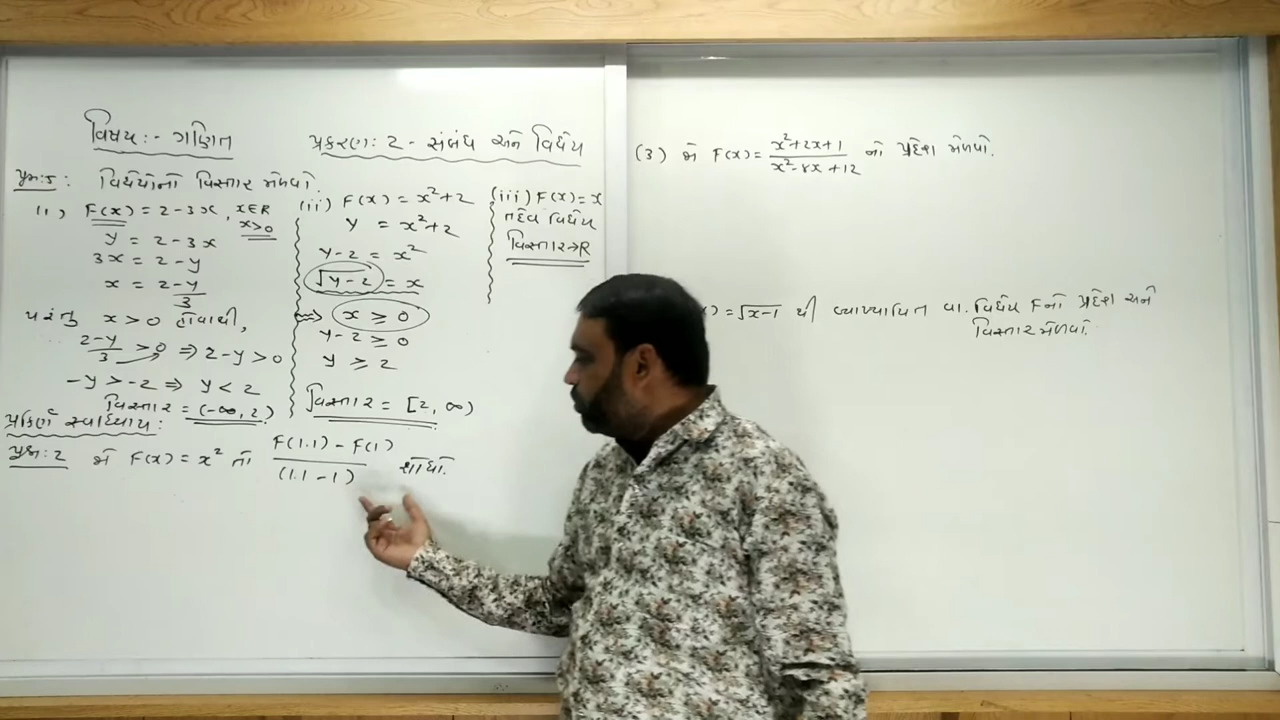 વિષય:- ગણિત
પ્રકરણ: 2 - સંબંધ અને વિધેય
પ્રશ્ન:5: વિધેયોનો વિસ્તાર મેળવો.
(i) F(x) = 2-3x, x∈R
x>0
y = 2-3x
3x = 2-y
x = 2-y/3
પરંતુ x > 0 હોવાથી,
2-y/3 > 0 ⇒ 2-y > 0
-y > -2 ⇒ y < 2
વિસ્તાર = (-∞, 2)
(ii) F(x) = x²+2
y = x²+2
y-2 = x²
√y-2 = x
⇒ x ≥ 0
y-2 ≥ 0
y ≥ 2
વિસ્તાર = [2, ∞)
(iii) F(x) = x
તદેવ વિધેય
વિસ્તાર→R
પ્રકિર્ણ સ્વાધ્યાય:
પ્રશ્ન:2 જો F(x) = x² તો F(1.1) - F(1) / (1.1 - 1) શોધો.
(3) જો F(x) = x²+2x+1 / x²-8x+12 નો પ્રદેશ મેળવો.
) = √x-1 થી વ્યાખ્યાયિત વા. વિધેય F નો પ્રદેશ અને
વિસ્તાર મેળવો.